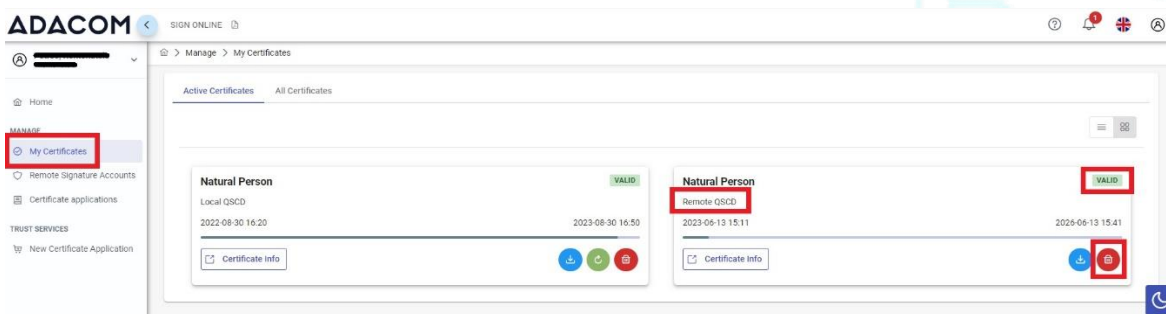 ADACOM
SIGN ONLINE
1
Manage > My Certificates
Home
MANAGE
My Certificates
Remote Signature Accounts
Certificate applications
TRUST SERVICES
New Certificate Application
Active Certificates All Certificates
Natural Person VALID
Local QSCD
2022-08-30 16:20 2023-08-30 16:50
Certificate Info
Natural Person VALID
Remote QSCD
2023-06-13 15:11 2026-06-13 15:41
Certificate Info